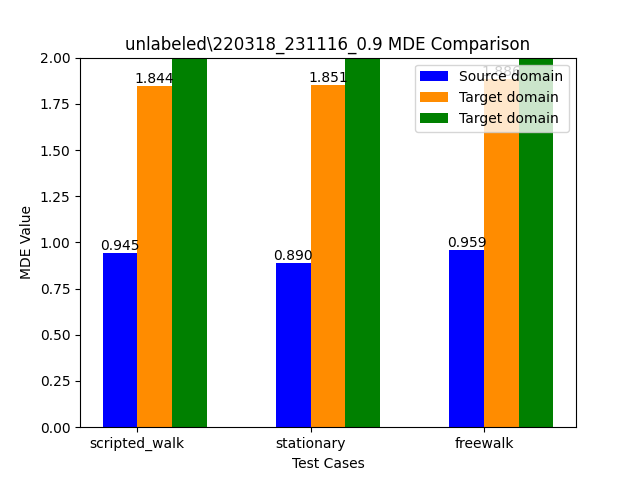 unlabeled\220318_231116_0.9 MDE Comparison
MDE Value
2.00
1.75
1.50
1.25
1.00
0.75
0.50
0.25
0.00
0.945
1.844
0.890
1.851
0.959
Source domain
Target domain
Target domain
scripted_walk
stationary
freewalk
Test Cases